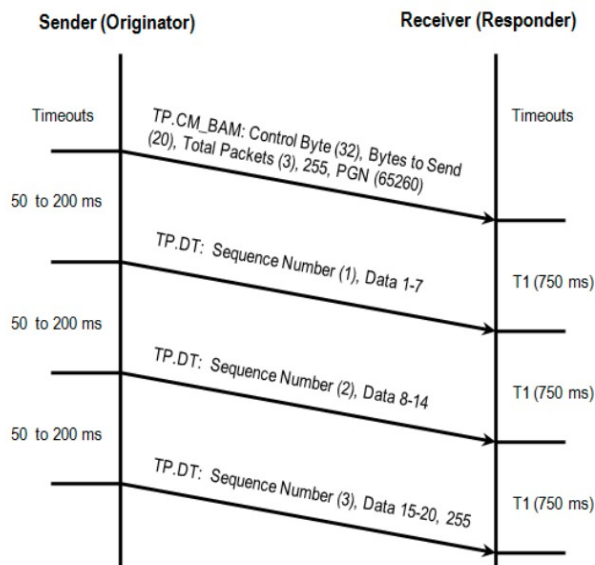 Sender (Originator)
Receiver (Responder)
Timeouts
Timeouts
TP.CM_BAM: Control Byte (32), Bytes to Send
(20), Total Packets (3), 255, PGN (65260)
50 to 200 ms
TP.DT: Sequence Number (1), Data 1-7
T1 (750 ms)
50 to 200 ms
TP.DT: Sequence Number (2), Data 8-14
T1 (750 ms)
50 to 200 ms
TP.DT: Sequence Number (3), Data 15-20, 255
T1 (750 ms)